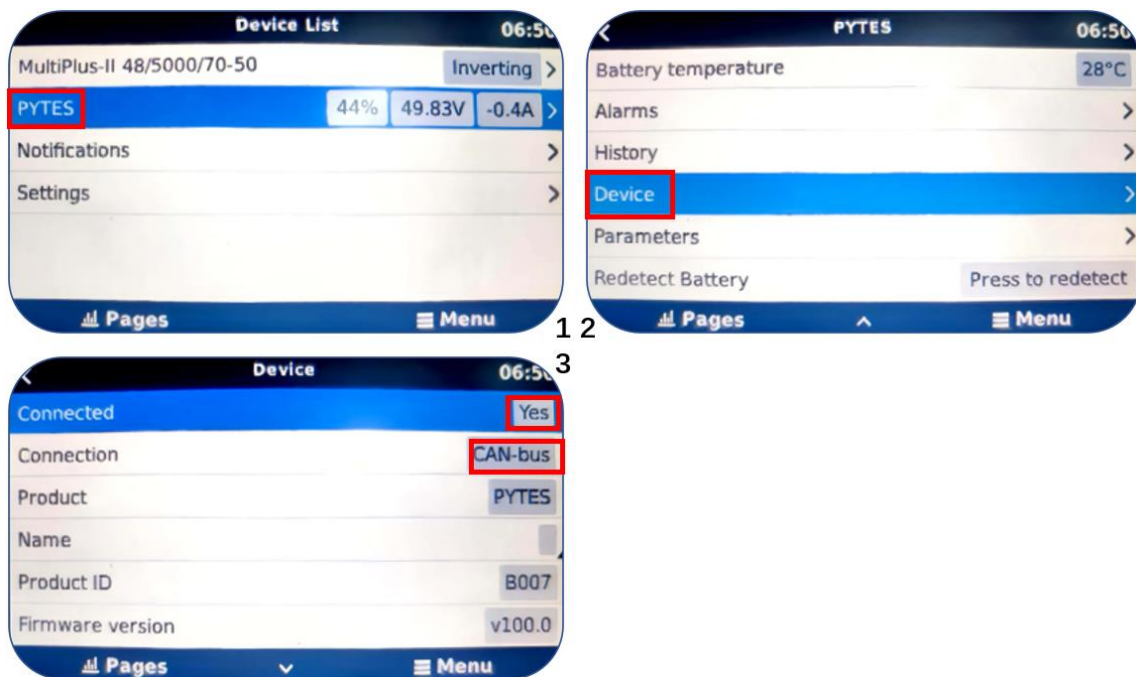 Device List 06:50
MultiPlus-II 48/5000/70-50 Inverting
PYTES 44% 49.83V -0.4A
Notifications
Settings
Pages Menu
1 2
PYTES 06:50
Battery temperature 28°C
Alarms
History
Device
Parameters
Redetect Battery Press to redetect
Pages Menu
3
Device 06:50
Connected Yes
Connection CAN-bus
Product PYTES
Name
Product ID B007
Firmware version v100.0
Pages Menu